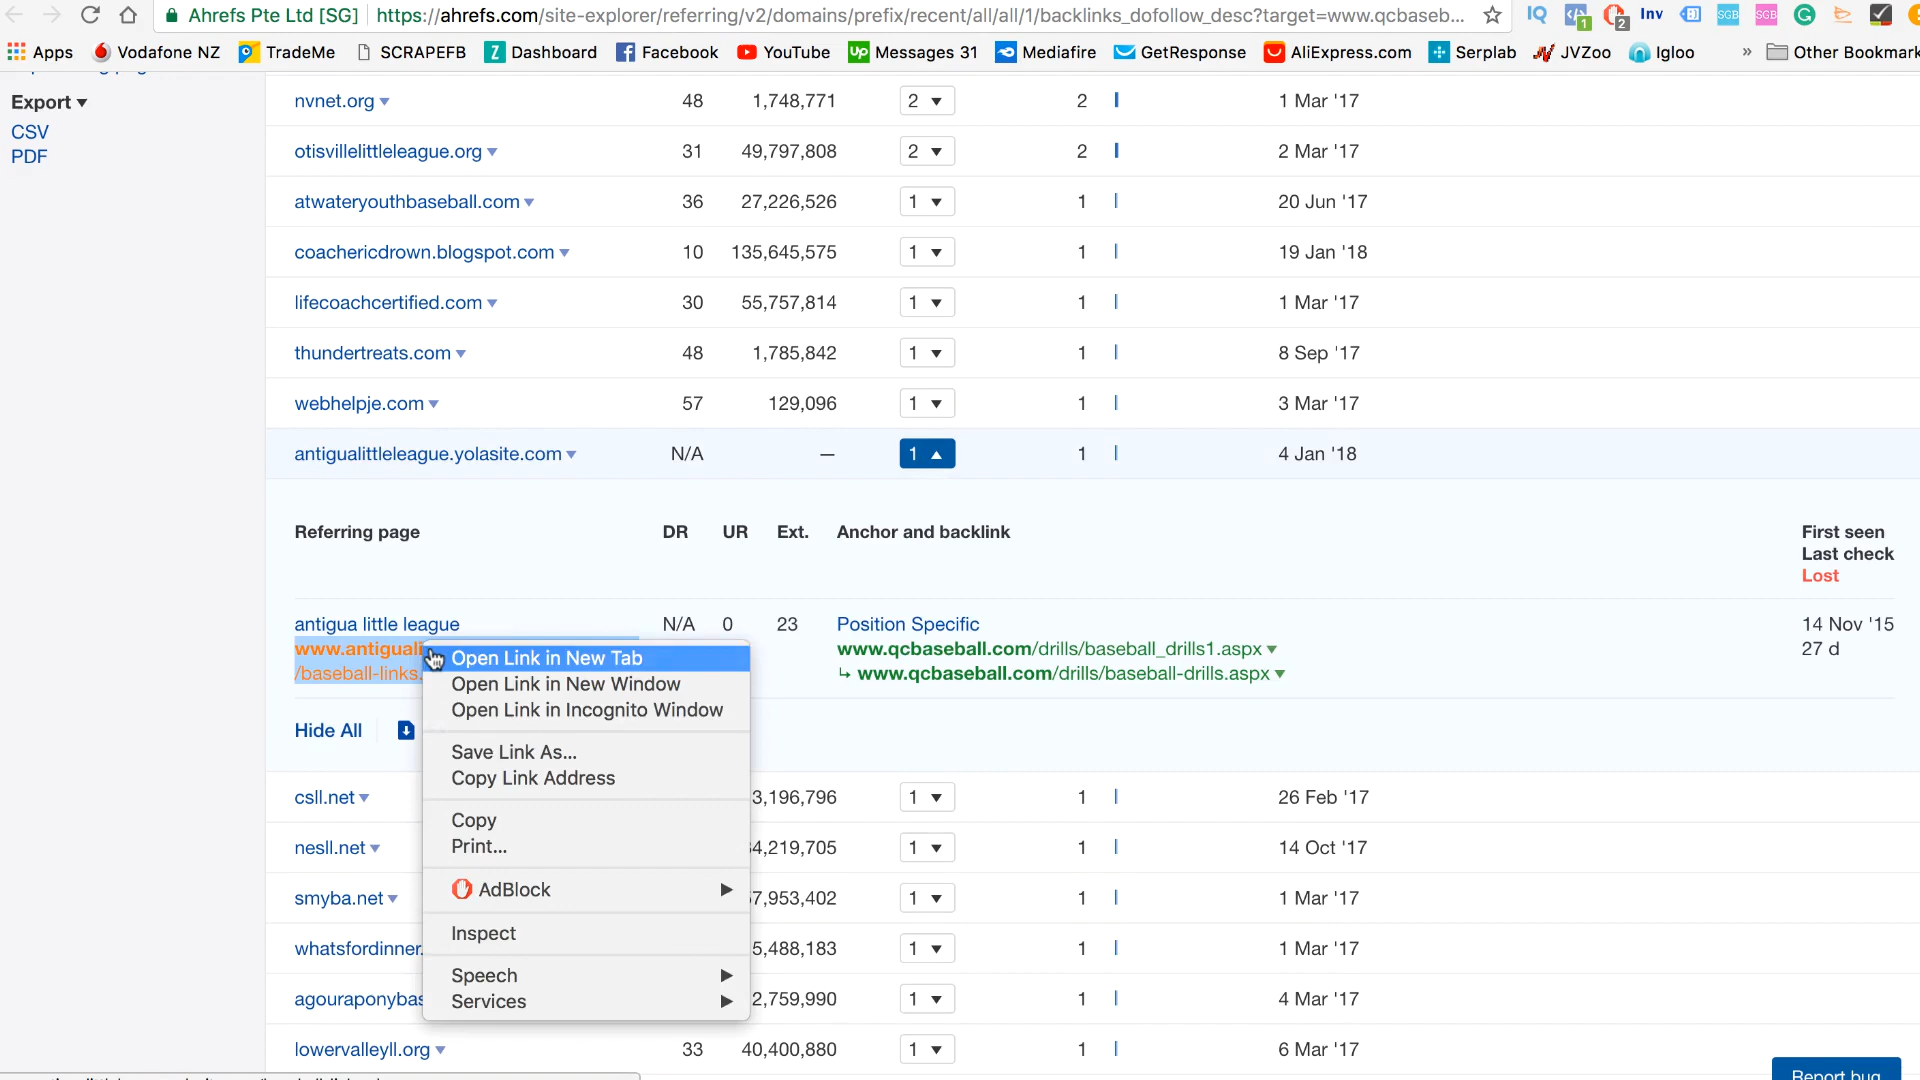 Ahrefs Pte Ltd [SG] https://ahrefs.com/site-explorer/referring/v2/domains/prefix/recent/all/all/1/backlinks_dofollow_desc?target=www.qcbaseb...
IQ 1 2 Inv SGB SGB
Apps Vodafone NZ TradeMe SCRAPEFB Dashboard Facebook YouTube Up Messages 31 Mediafire GetResponse AliExpress.com Serplab JVZoo Igloo » Other Bookmark
Export
CSV
PDF
nvnet.org 48 1,748,771 2 2 1 Mar '17
otisvillelittleleague.org 31 49,797,808 2 2 2 Mar '17
atwateryouthbaseball.com 36 27,226,526 1 1 20 Jun '17
coachericdrown.blogspot.com 10 135,645,575 1 1 19 Jan '18
lifecoachcertified.com 30 55,757,814 1 1 1 Mar '17
thundertreats.com 48 1,785,842 1 1 8 Sep '17
webhelpje.com 57 129,096 1 1 3 Mar '17
antigualittleleague.yolasite.com N/A — 1 1 4 Jan '18
Referring page DR UR Ext. Anchor and backlink First seen
Last check
Lost
antigua little league N/A 0 23 Position Specific 14 Nov '15
www.antigual www.qcbaseball.com/drills/baseball_drills1.aspx 27 d
/baseball-links. www.qcbaseball.com/drills/baseball-drills.aspx
Open Link in New Tab
Open Link in New Window
Open Link in Incognito Window
Hide All
Save Link As...
Copy Link Address
csll.net 3,196,796 1 1 26 Feb '17
Copy
Print...
nesll.net 4,219,705 1 1 14 Oct '17
AdBlock
smyba.net 7,953,402 1 1 1 Mar '17
Inspect
whatsfordinner. 5,488,183 1 1 1 Mar '17
Speech
Services
agouraponybas 2,759,990 1 1 4 Mar '17
lowervalleyll.org 33 40,400,880 1 1 6 Mar '17
Report bug